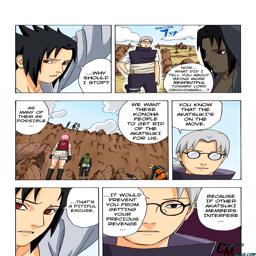 ...WHY
SHOULD I
STOP?
NOW...
WHAT DID I
TELL YOU ABOUT
BEING MORE
RESPECTFUL
TOWARD LORD
OROCHIMARU...
AS
MANY OF
THEM AS
POSSIBLE
...
WE WANT
THESE
KONOHA
PEOPLE
TO GET RID
OF THE
AKATSUKI
FOR US.
YOU KNOW
THAT THE
AKATSUKI'S
ON THE
MOVE.
...THAT'S
A PITIFUL
EXCUSE.
...IT WOULD
PREVENT YOU
FROM GETTING
YOUR
PRECIOUS
REVENGE.
BECAUSE
IF OTHER
AKATSUKI
MEMBERS
INTERFERE
...